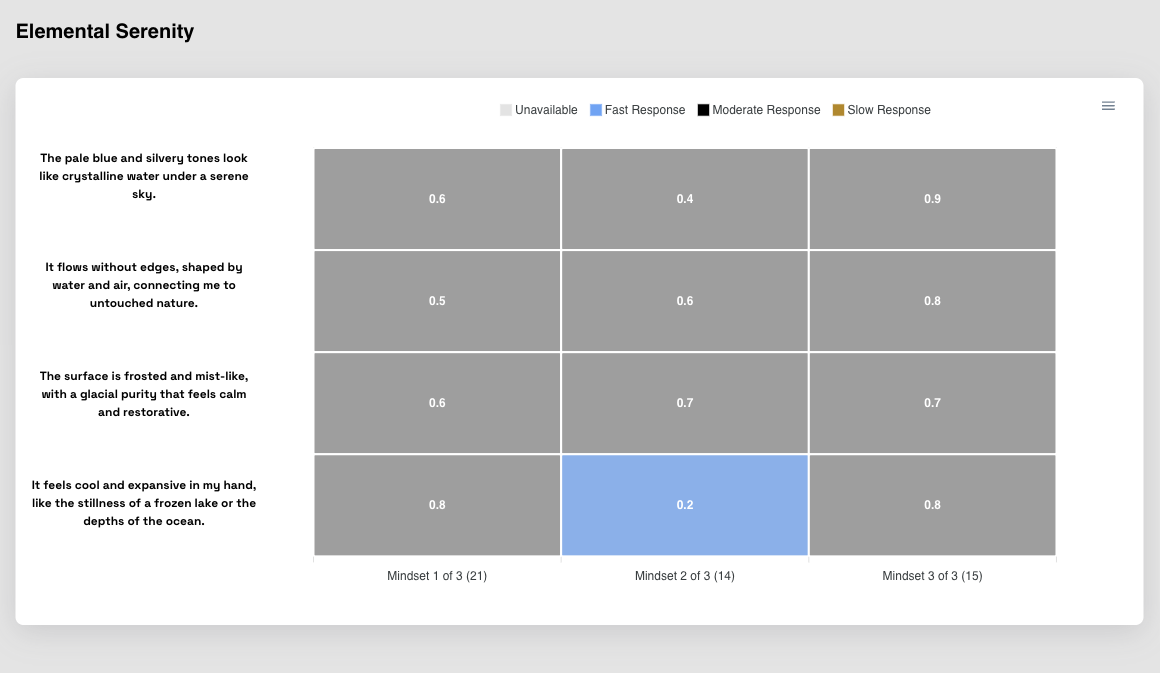 Elemental Serenity
Unavailable Fast Response Moderate Response Slow Response
The pale blue and silvery tones look
like crystalline water under a serene
sky.
0.6 0.4 0.9
It flows without edges, shaped by
water and air, connecting me to
untouched nature.
0.5 0.6 0.8
The surface is frosted and mist-like,
with a glacial purity that feels calm
and restorative.
0.6 0.7 0.7
It feels cool and expansive in my hand,
like the stillness of a frozen lake or the
depths of the ocean.
0.8 0.2 0.8
Mindset 1 of 3 (21) Mindset 2 of 3 (14) Mindset 3 of 3 (15)